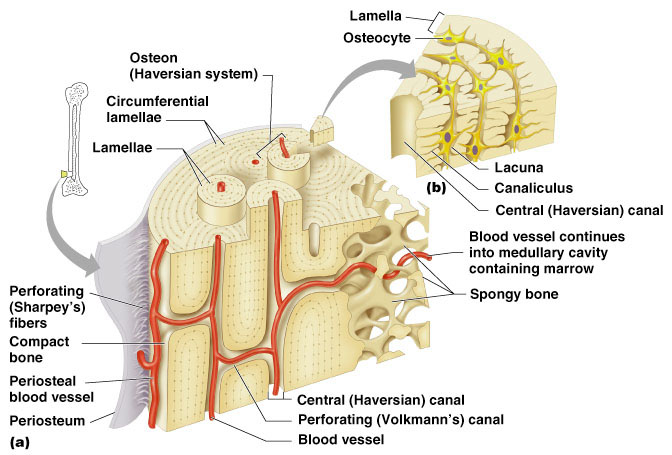 Lamella
Osteocyte
Osteon
(Haversian system)
Circumferential
lamellae
Lamellae
Lacuna
(b)
Canaliculus
Central (Haversian) canal
Blood vessel continues
into medullary cavity
containing marrow
Spongy bone
Perforating
(Sharpey's)
fibers
Compact
bone
Periosteal
blood vessel
Periosteum
(a)
Central (Haversian) canal
Perforating (Volkmann's) canal
Blood vessel